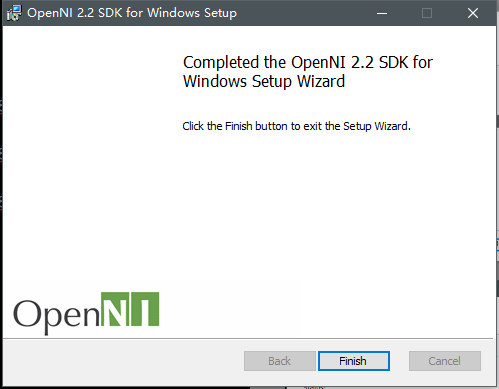 OpenNI 2.2 SDK for Windows Setup
Completed the OpenNI 2.2 SDK for
Windows Setup Wizard
Click the Finish button to exit the Setup Wizard.
OpenNI
Back
Finish
Cancel